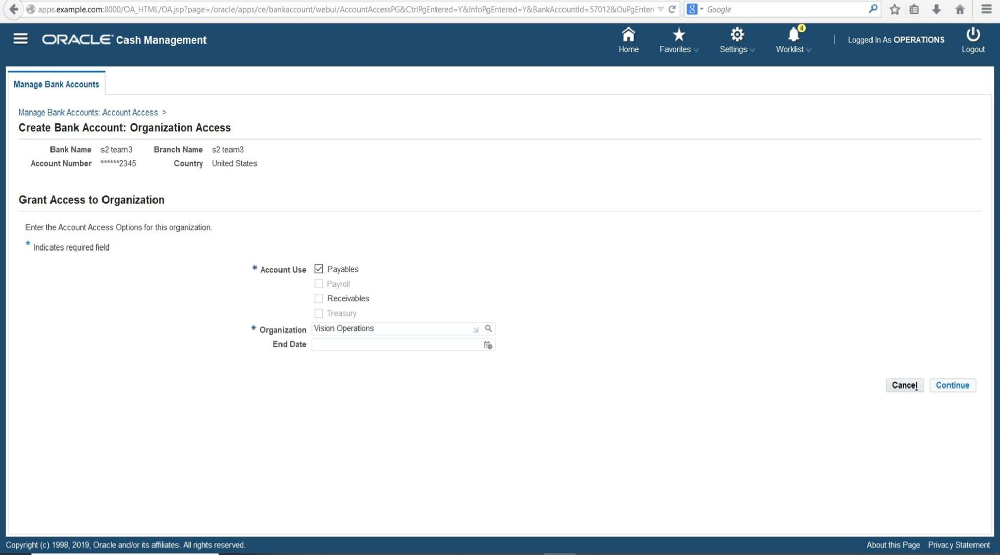 apps.example.com:8000/OA_HTML/OA.jsp?page=/oracle/apps/ce/bankaccount/webui/AccountAccessPG&CtrlPgEntered=Y&InfoPgEntered=Y&BankAccountId=57012&OuPgEnter
8 Google
ORACLE Cash Management
4
Home Favorites Settings Worklist Logged In As OPERATIONS Logout
Manage Bank Accounts
Manage Bank Accounts: Account Access >
Create Bank Account: Organization Access
Bank Name s2 team3 Branch Name s2 team3
Account Number ******2345 Country United States
Grant Access to Organization
Enter the Account Access Options for this organization.
* Indicates required field
* Account Use Payables
Payroll
Receivables
Treasury
* Organization Vision Operations
End Date
Cancel Continue
Copyright (c) 1998, 2019, Oracle and/or its affiliates. All rights reserved. About this Page Privacy Statement